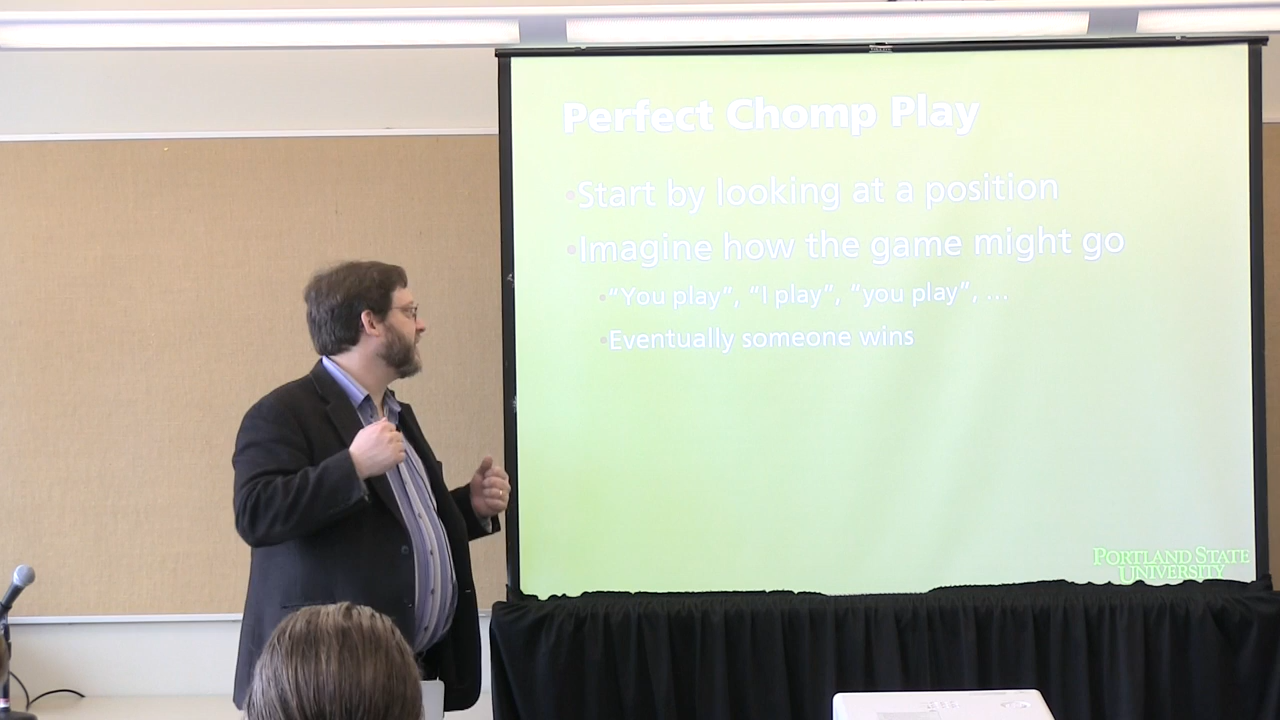 Perfect Chomp Play
•Start by looking at a position
•Imagine how the game might go
•“You play”, “I play”, “you play”, ...
•Eventually someone wins
PORTLAND STATE
UNIVERSITY